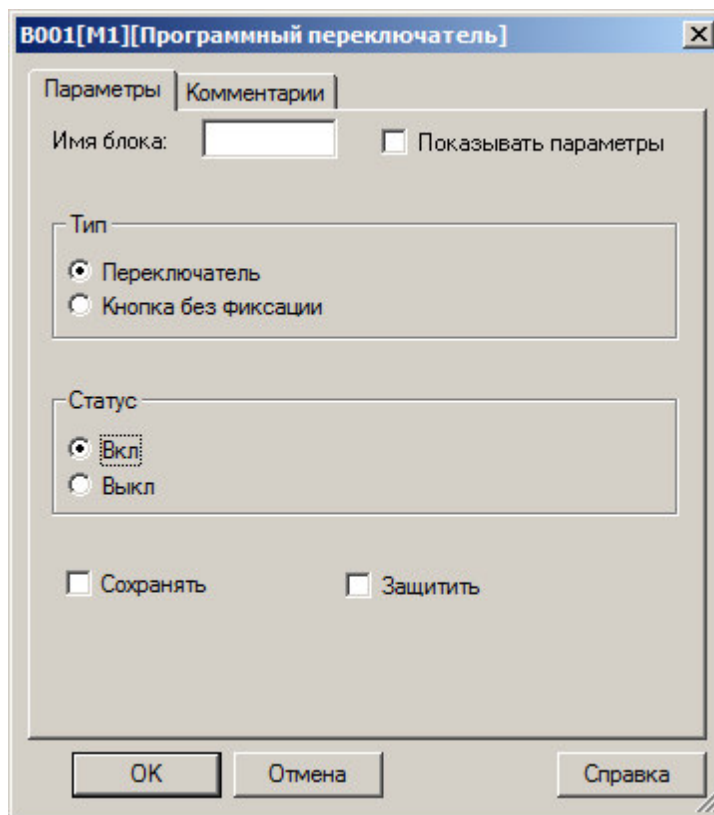 B001[M1][Программный переключатель]
Параметры Комментарии
Имя блока: Показывать параметры
Тип
Переключатель
Кнопка без фиксации
Статус
Вкл
Выкл
Сохранять Защитить
OK Отмена Справка